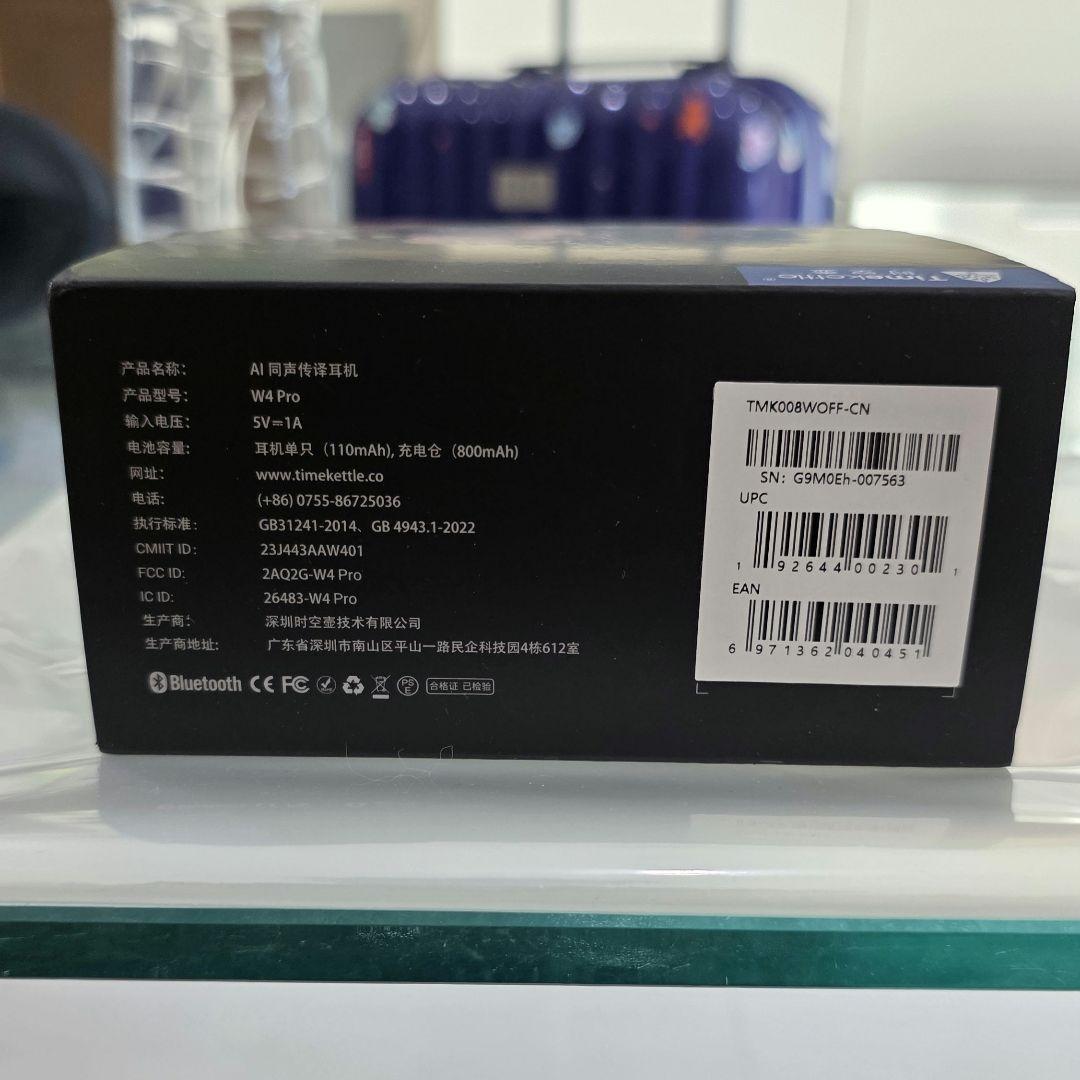 Timekettle®
时空壶
产品名称： AI 同声传译耳机
产品型号： W4 Pro
输入电压： 5V=1A
电池容量： 耳机单只（110mAh), 充电仓（800mAh)
网址： www.timekettle.co
电话： (+86) 0755-86725036
执行标准： GB31241-2014、GB 4943.1-2022
CMIIT ID： 23J443AAW401
FCC ID： 2AQ2G-W4 Pro
IC ID： 26483-W4 Pro
生产商： 深圳时空壶技术有限公司
生产商地址： 广东省深圳市南山区平山一路民企科技园4栋612室
Bluetooth CE FC PS E 合格证 已检验
TMK008WOFF-CN
SN：G9M0Eh-007563
UPC
1 92644 00230 1
EAN
6 971362 040451